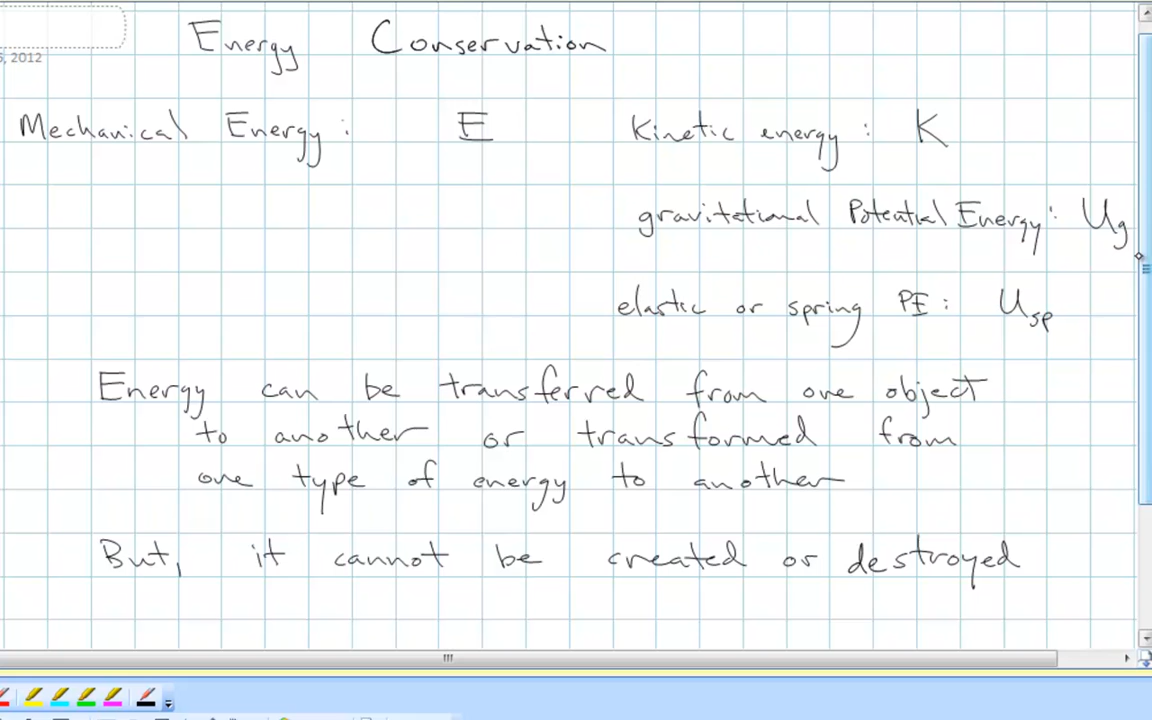 Energy Conservation
, 2012
Mechanical Energy : E Kinetic energy : K
gravitational Potential Energy : Ug
elastic or spring PE : Usp
Energy can be transferred from one object
to another or transformed from
one type of energy to another
But, it cannot be created or destroyed